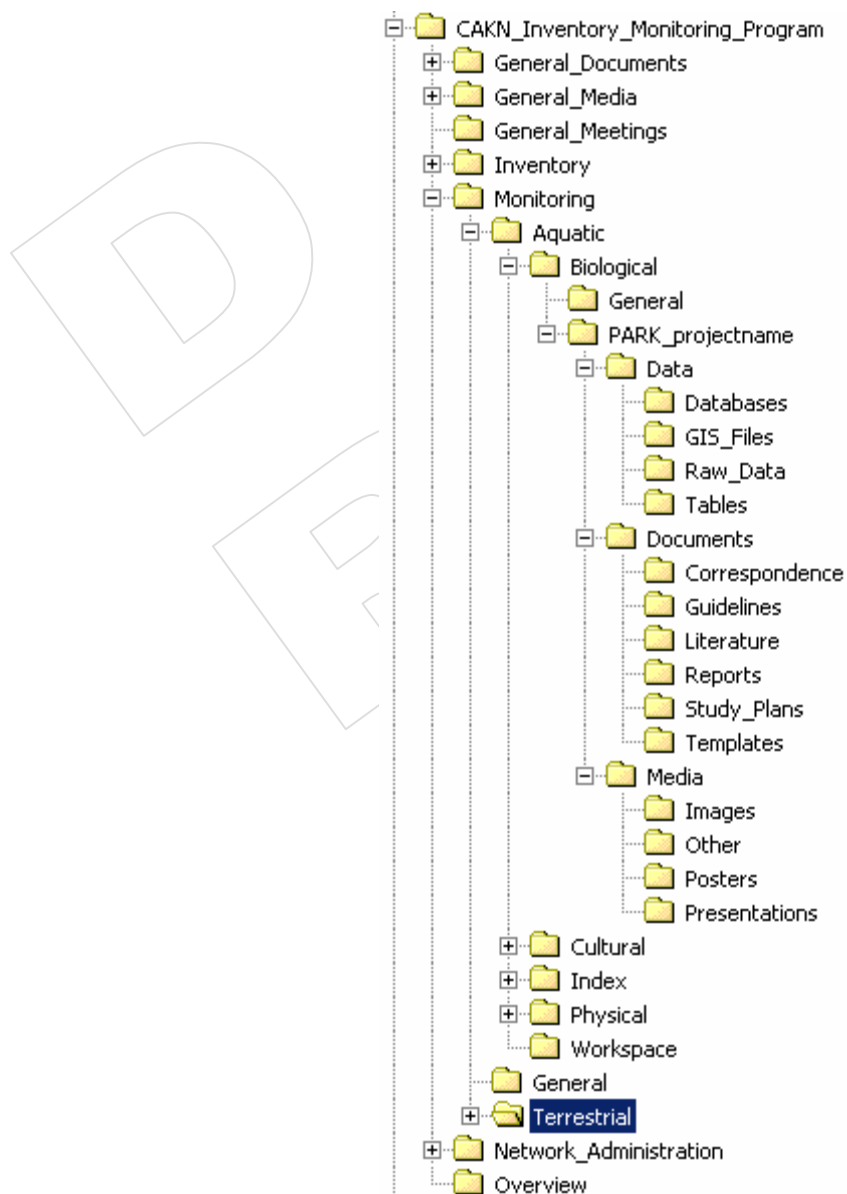 CAKN_Inventory_Monitoring_Program
General_Documents
General_Media
General_Meetings
Inventory
Monitoring
Aquatic
Biological
General
PARK_projectname
Data
Databases
GIS_Files
Raw_Data
Tables
Documents
Correspondence
Guidelines
Literature
Reports
Study_Plans
Templates
Media
Images
Other
Posters
Presentations
Cultural
Index
Physical
Workspace
General
Terrestrial
Network_Administration
Overview